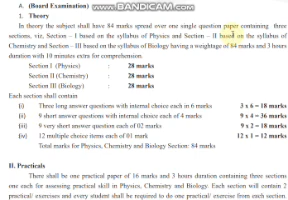 A. (Board Examination) WWW.BANDICAM.COM
1. Theory
In theory the subject shall have 84 marks spread over one single question paper containing three
sections, viz, Section – I based on the syllabus of Physics and Section – II based on the syllabus of
Chemistry and Section – III based on the syllabus of Biology having a weightage of 84 marks and 3 hours
duration with 15 minutes extra for comprehension.
Section I (Physics) : 28 marks
Section II (Chemistry) : 28 marks
Section III (Biology) : 28 marks
Each section shall contain
(i) Three long answer questions with internal choice each in 6 marks 3 x 6 = 18 marks
(ii) 9 short answer questions with internal choice each of 4 marks 9 x 4 = 36 marks
(iii) 9 very short answer question each of 02 marks 9 x 2 = 18 marks
(iv) 12 multiple choice items each of 01 mark 12 x 1 = 12 marks
Total marks for Physics, Chemistry and Biology Section: 84 marks
II. Practicals
There shall be one practical paper of 16 marks and 3 hours duration containing three sections
one each for assessing practical skill in Physics, Chemistry and Biology. Each section will contain 2
practical/ exercises and every student shall be required to do one practical/ exercise from each section.